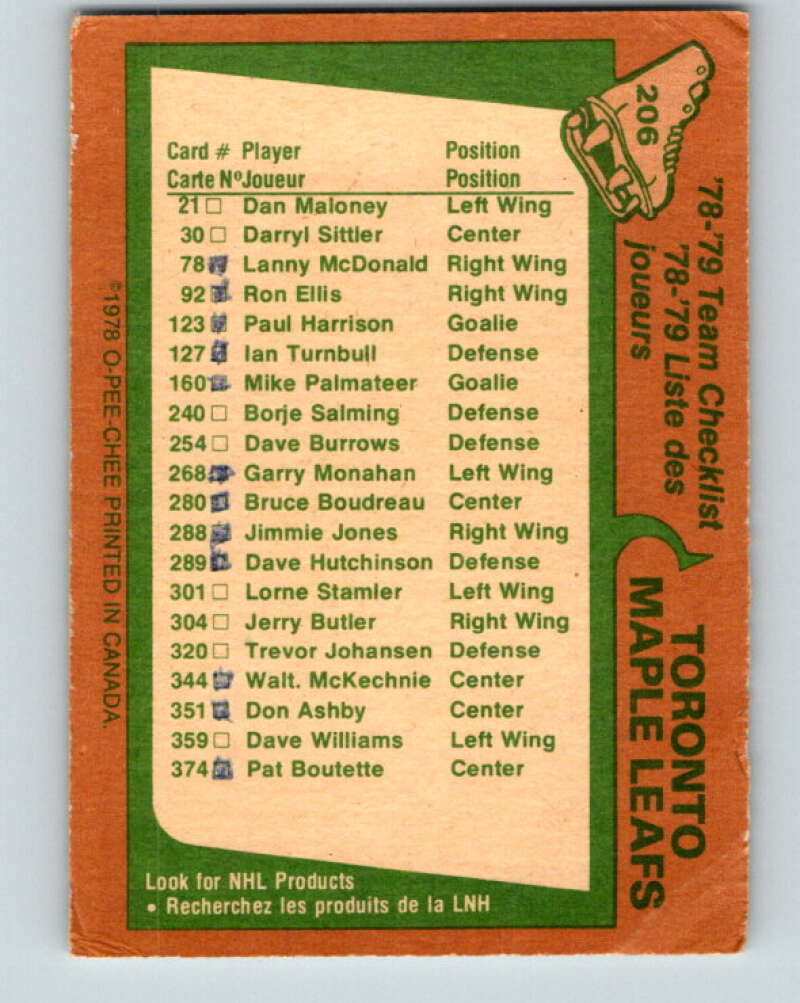 206
'78-'79 Team Checklist
'78-'79 Liste des
joueurs
TORONTO
MAPLE LEAFS
Card # Player Position
Carte Nº Joueur Position
21 □ Dan Maloney Left Wing
30 □ Darryl Sittler Center
78 Lanny McDonald Right Wing
92 Ron Ellis Right Wing
123 Paul Harrison Goalie
127 Ian Turnbull Defense
160 Mike Palmateer Goalie
240 □ Borje Salming Defense
254 □ Dave Burrows Defense
268 Garry Monahan Left Wing
280 Bruce Boudreau Center
288 Jimmie Jones Right Wing
289 Dave Hutchinson Defense
301 □ Lorne Stamler Left Wing
304 □ Jerry Butler Right Wing
320 □ Trevor Johansen Defense
344 Walt. McKechnie Center
351 Don Ashby Center
359 □ Dave Williams Left Wing
374 Pat Boutette Center
Look for NHL Products
• Recherchez les produits de la LNH
©1978 O-PEE-CHEE PRINTED IN CANADA.